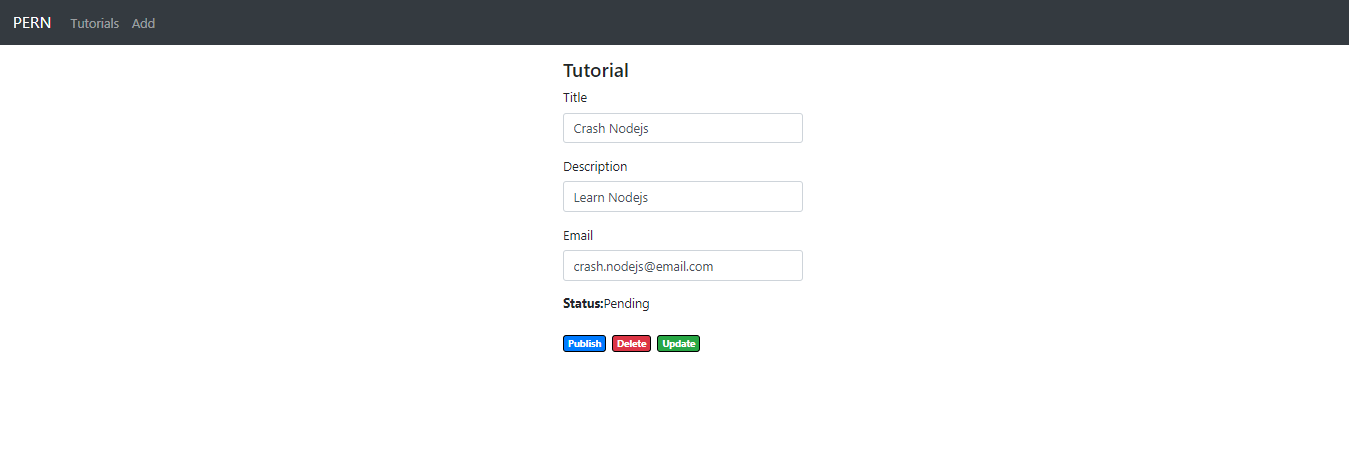 PERN Tutorials Add
Tutorial
Title
Crash Nodejs
Description
Learn Nodejs
Email
crash.nodejs@email.com
Status:Pending
Publish Delete Update